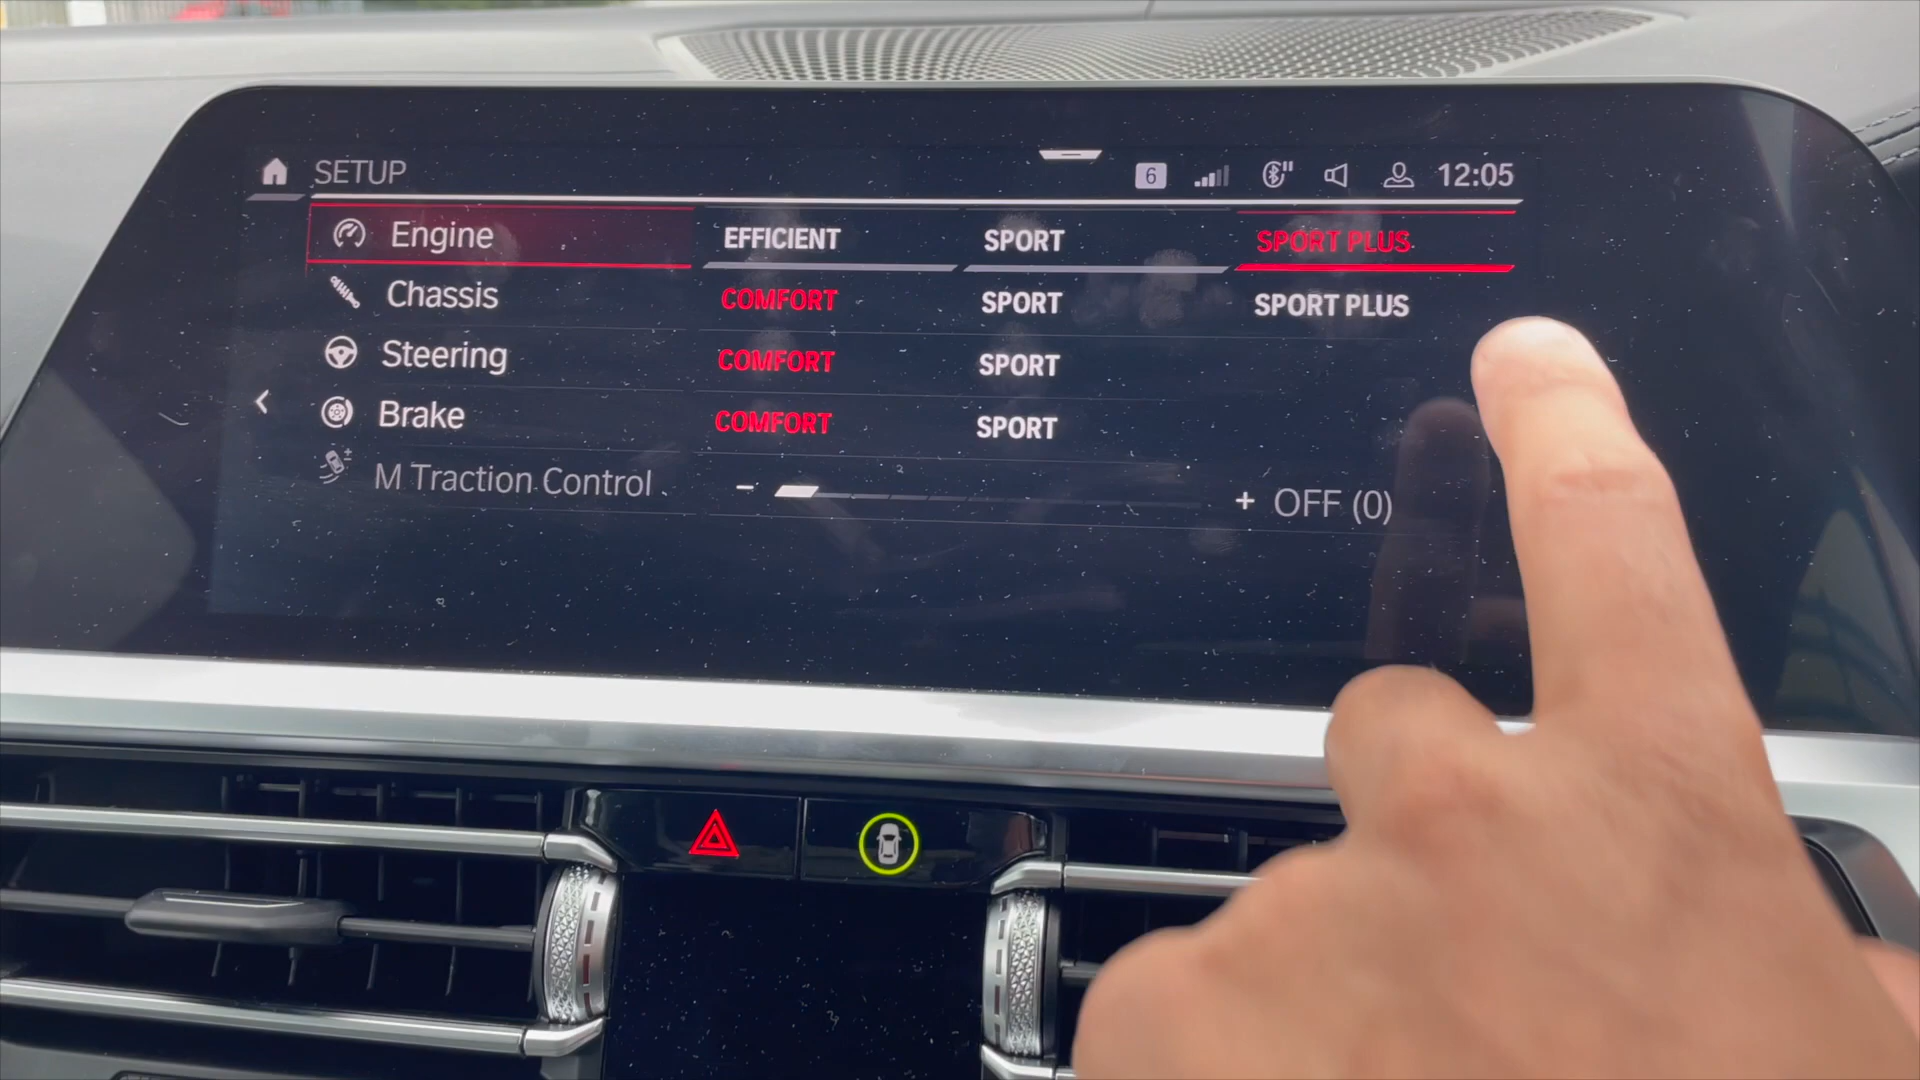 SETUP 6 12:05
Engine EFFICIENT SPORT SPORT PLUS
Chassis COMFORT SPORT SPORT PLUS
Steering COMFORT SPORT
Brake COMFORT SPORT
M Traction Control - + OFF (0)